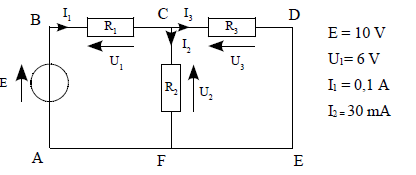 B I₁ C I₃ D
R₁ R₃
I₂
U₁ U₃
E R₂ U₂
A F E
E = 10 V
U₁= 6 V
I₁ = 0,1 A
I₂ = 30 mA